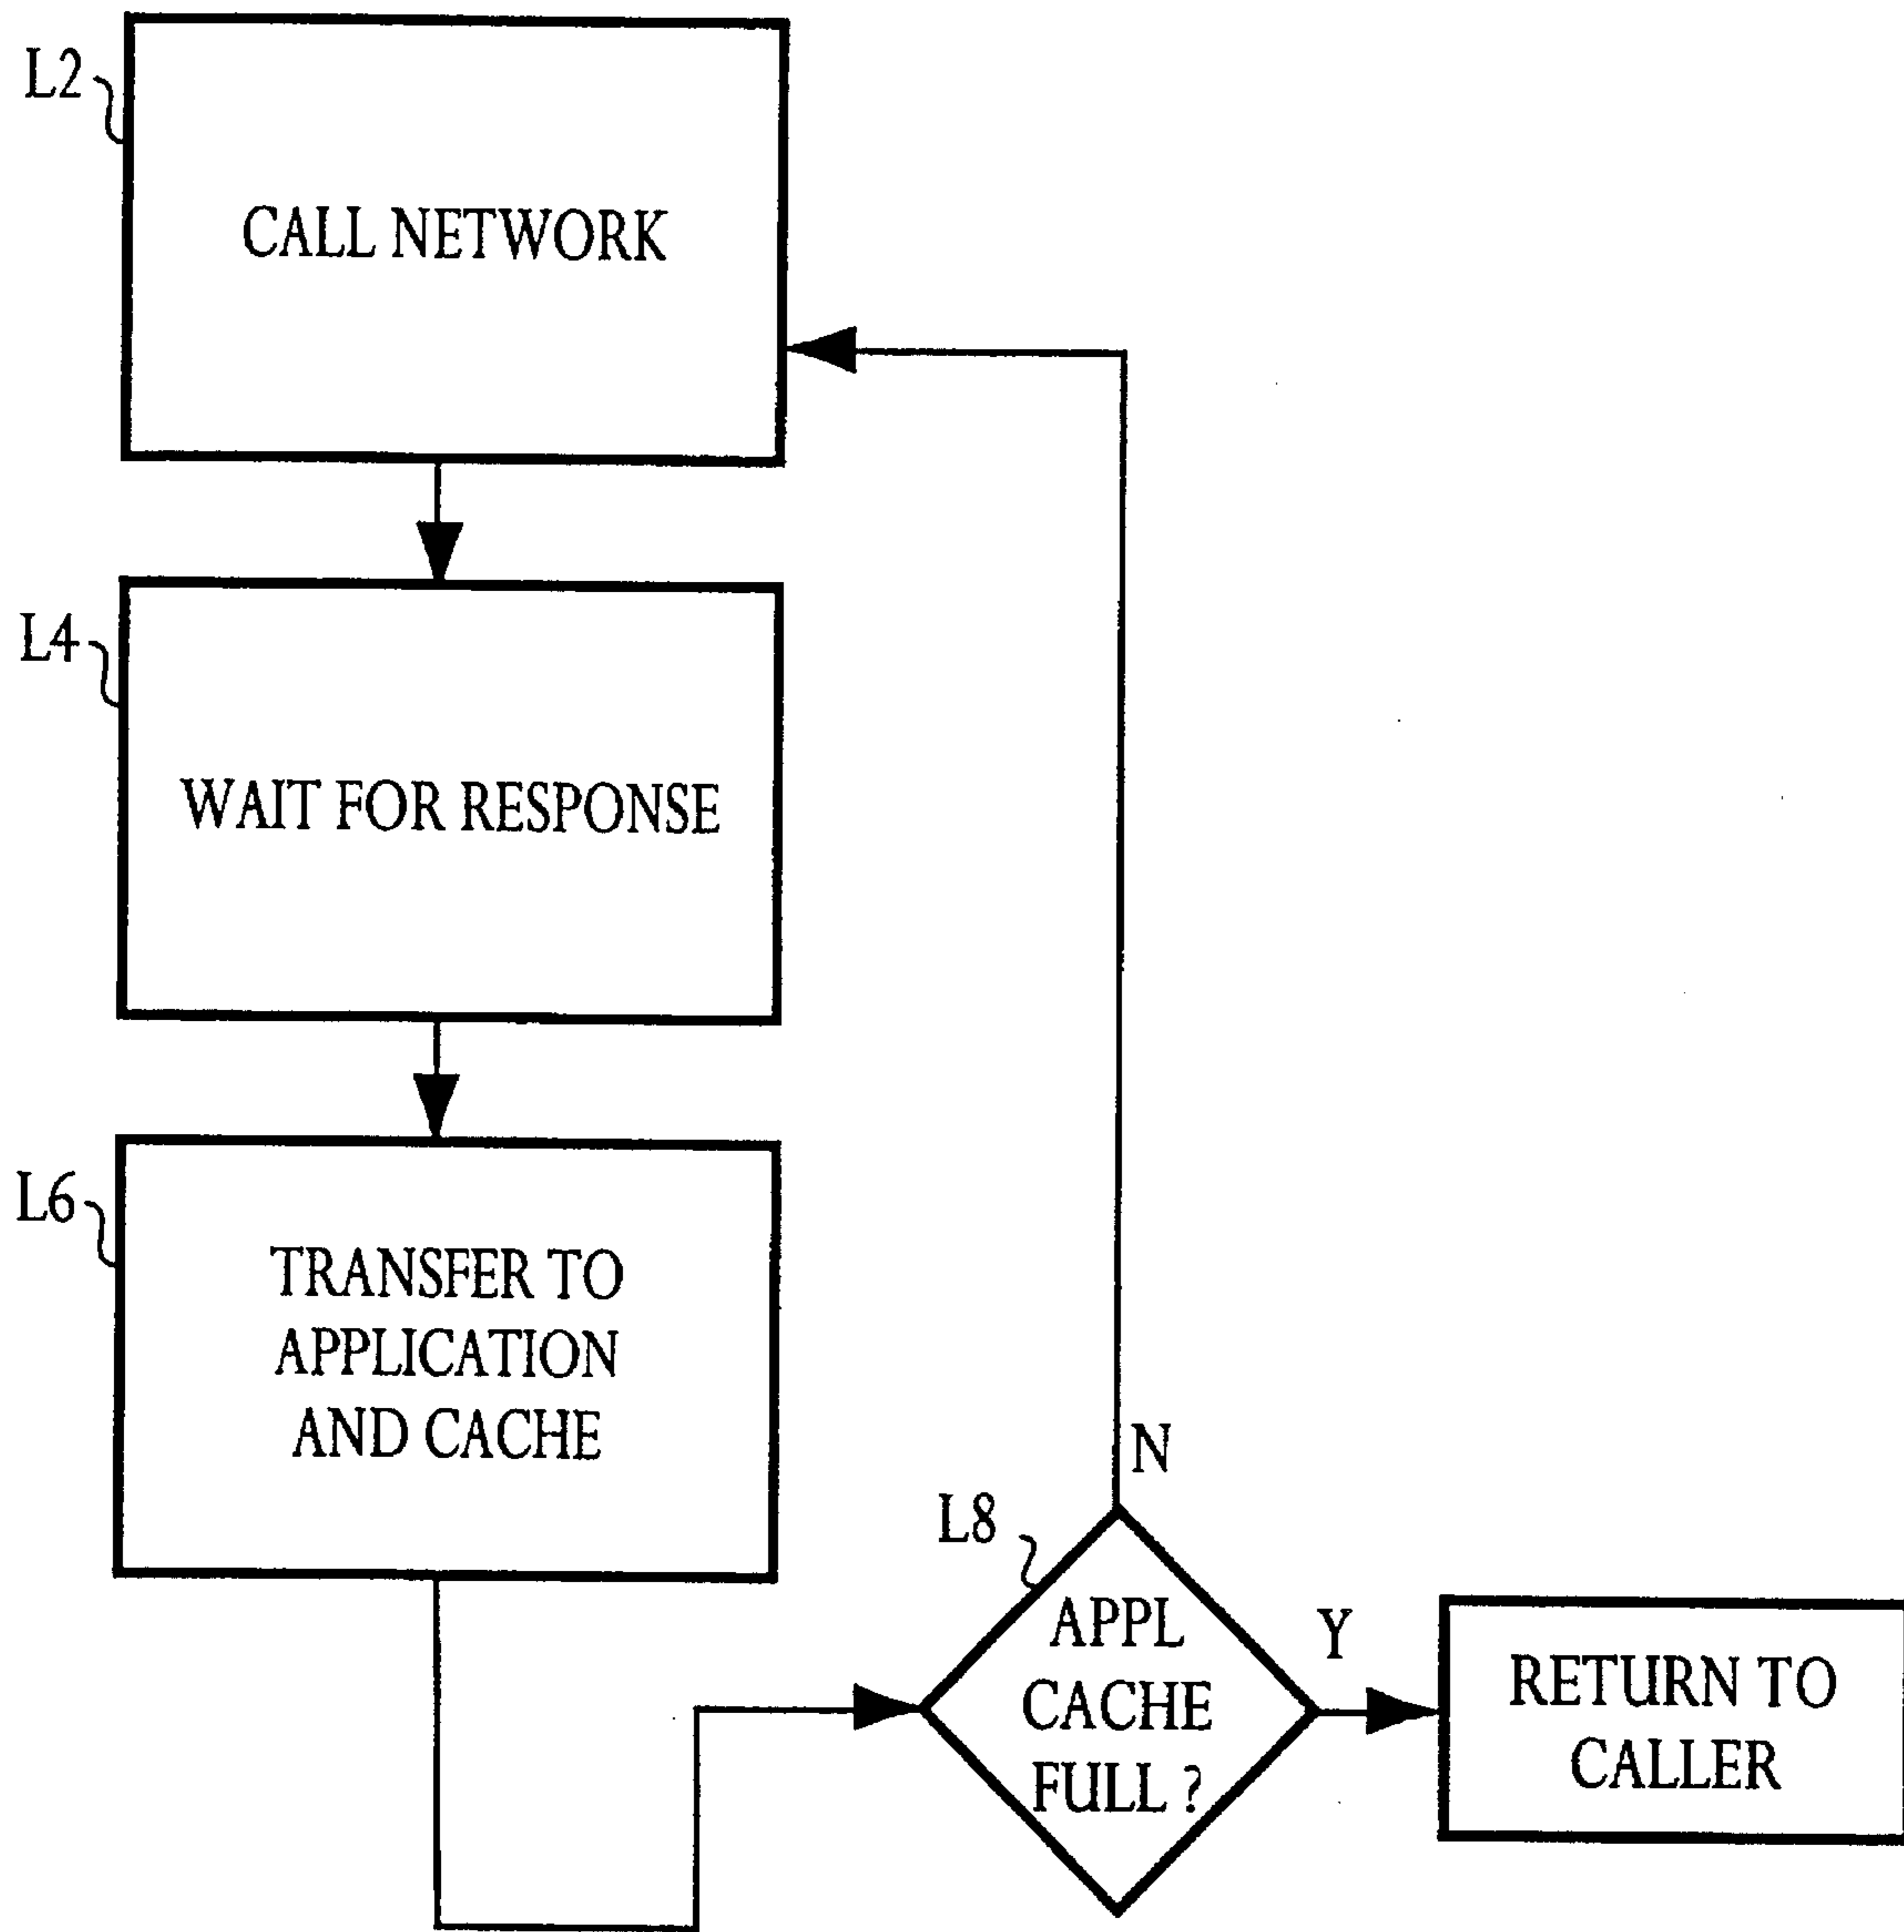 L2
CALL NETWORK
L4
WAIT FOR RESPONSE
L6
TRANSFER TO
APPLICATION
AND CACHE
N
L8
APPL
CACHE
FULL ?
Y
RETURN TO
CALLER